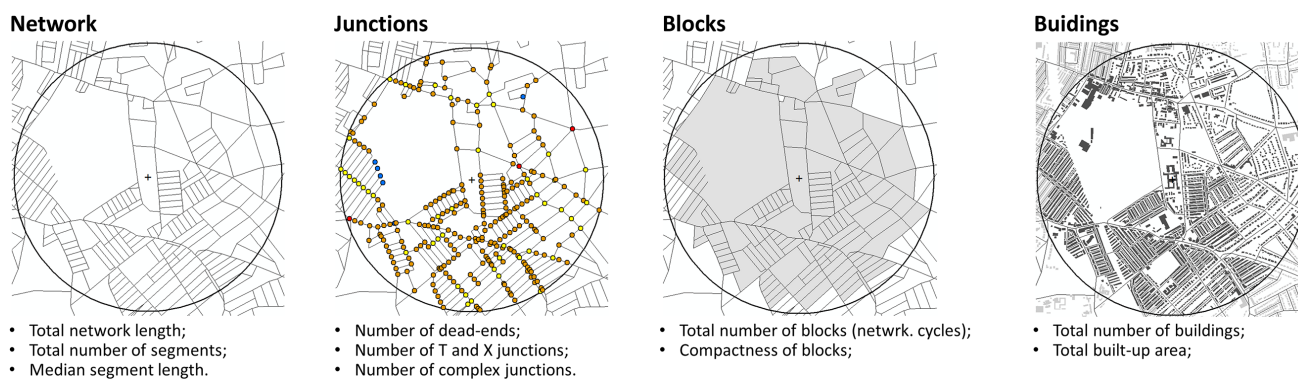 Network
• Total network length;
• Total number of segments;
• Median segment length.
Junctions
• Number of dead-ends;
• Number of T and X junctions;
• Number of complex junctions.
Blocks
• Total number of blocks (netwrk. cycles);
• Compactness of blocks;
Buidings
• Total number of buildings;
• Total built-up area;